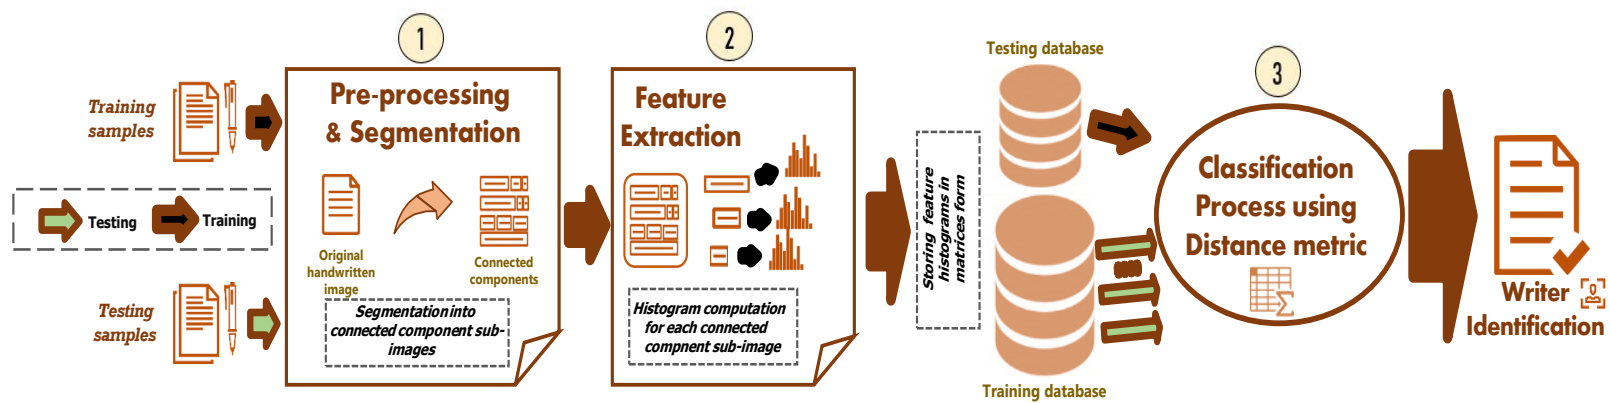 Training
samples
Testing
Training
Testing
samples
1
Pre-processing
& Segmentation
Original
handwritten
image
Connected
components
Segmentation into
connected component sub-
images
2
Feature
Extraction
Histogram computation
for each connected
compnent sub-image
Storing feature
histograms in
matrices form
Testing database
Training database
3
Classification
Process using
Distance metric
Σ
Writer
Identification